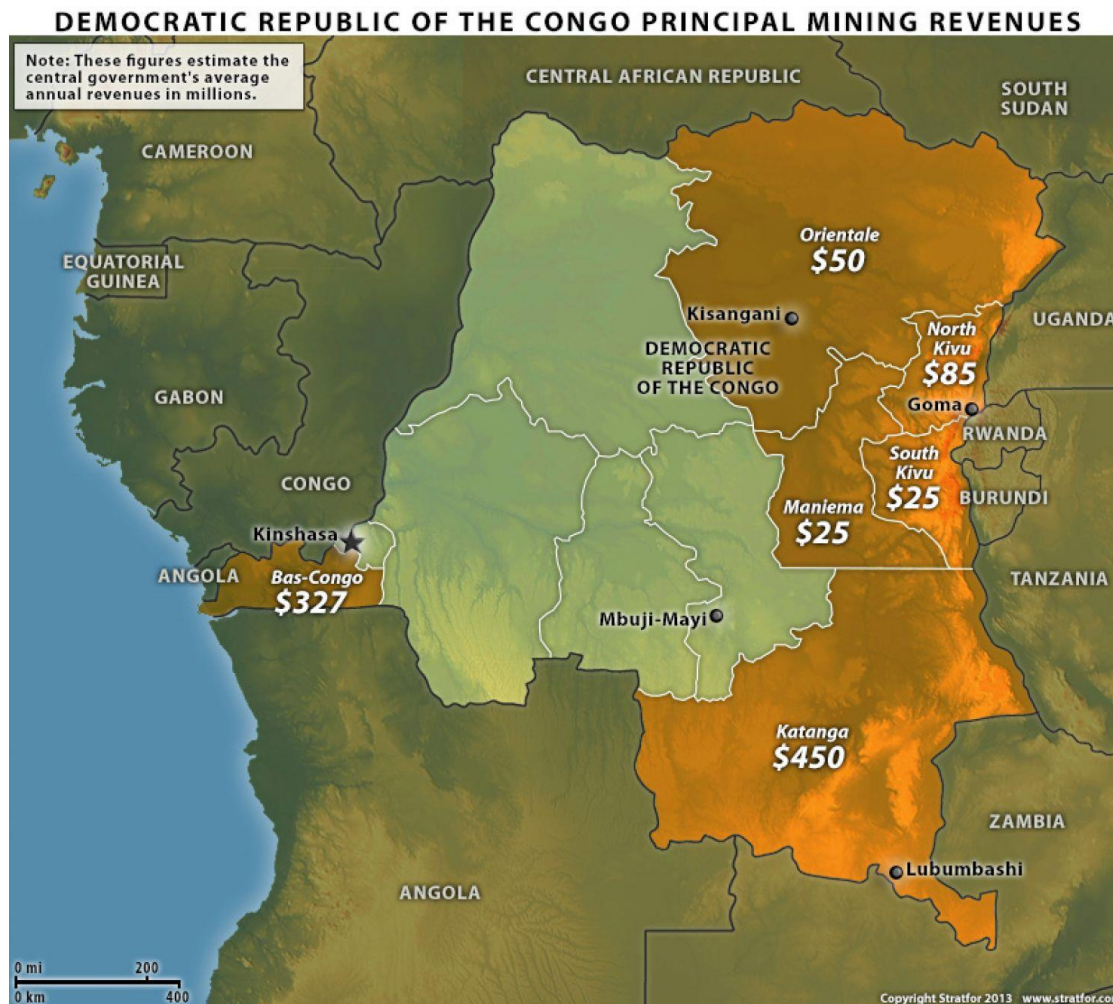 DEMOCRATIC REPUBLIC OF THE CONGO PRINCIPAL MINING REVENUES
Note: These figures estimate the
central government's average
annual revenues in millions.
CENTRAL AFRICAN REPUBLIC
SOUTH
SUDAN
CAMEROON
EQUATORIAL
GUINEA
Orientale
$50
Kisangani
UGANDA
North
Kivu
$85
DEMOCRATIC
REPUBLIC
OF THE CONGO
GABON
Goma
RWANDA
South
Kivu
$25
CONGO
BURUNDI
Maniema
$25
Kinshasa
ANGOLA
Bas-Congo
$327
TANZANIA
Mbuji-Mayi
Katanga
$450
ZAMBIA
Lubumbashi
ANGOLA
0 mi 200
0 km 400
Copyright Stratfor 2013 www.stratfor.co